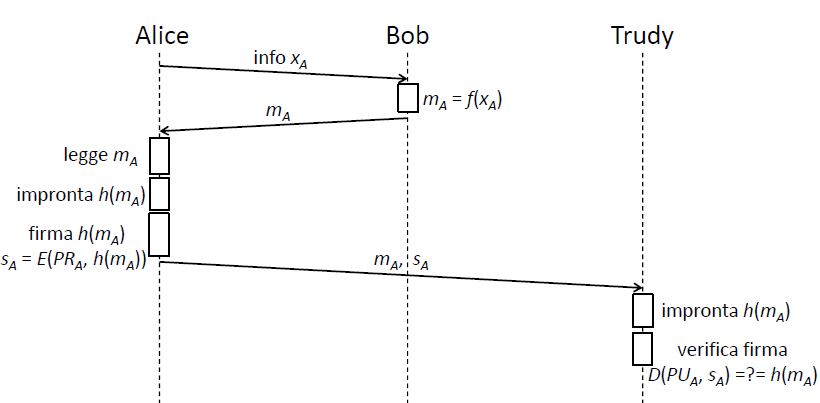 Alice
Bob
Trudy
info x_A
m_A = f(x_A)
m_A
legge m_A
impronta h(m_A)
firma h(m_A)
s_A = E(PR_A, h(m_A))
m_A, s_A
impronta h(m_A)
verifica firma
D(PU_A, s_A) =?= h(m_A)